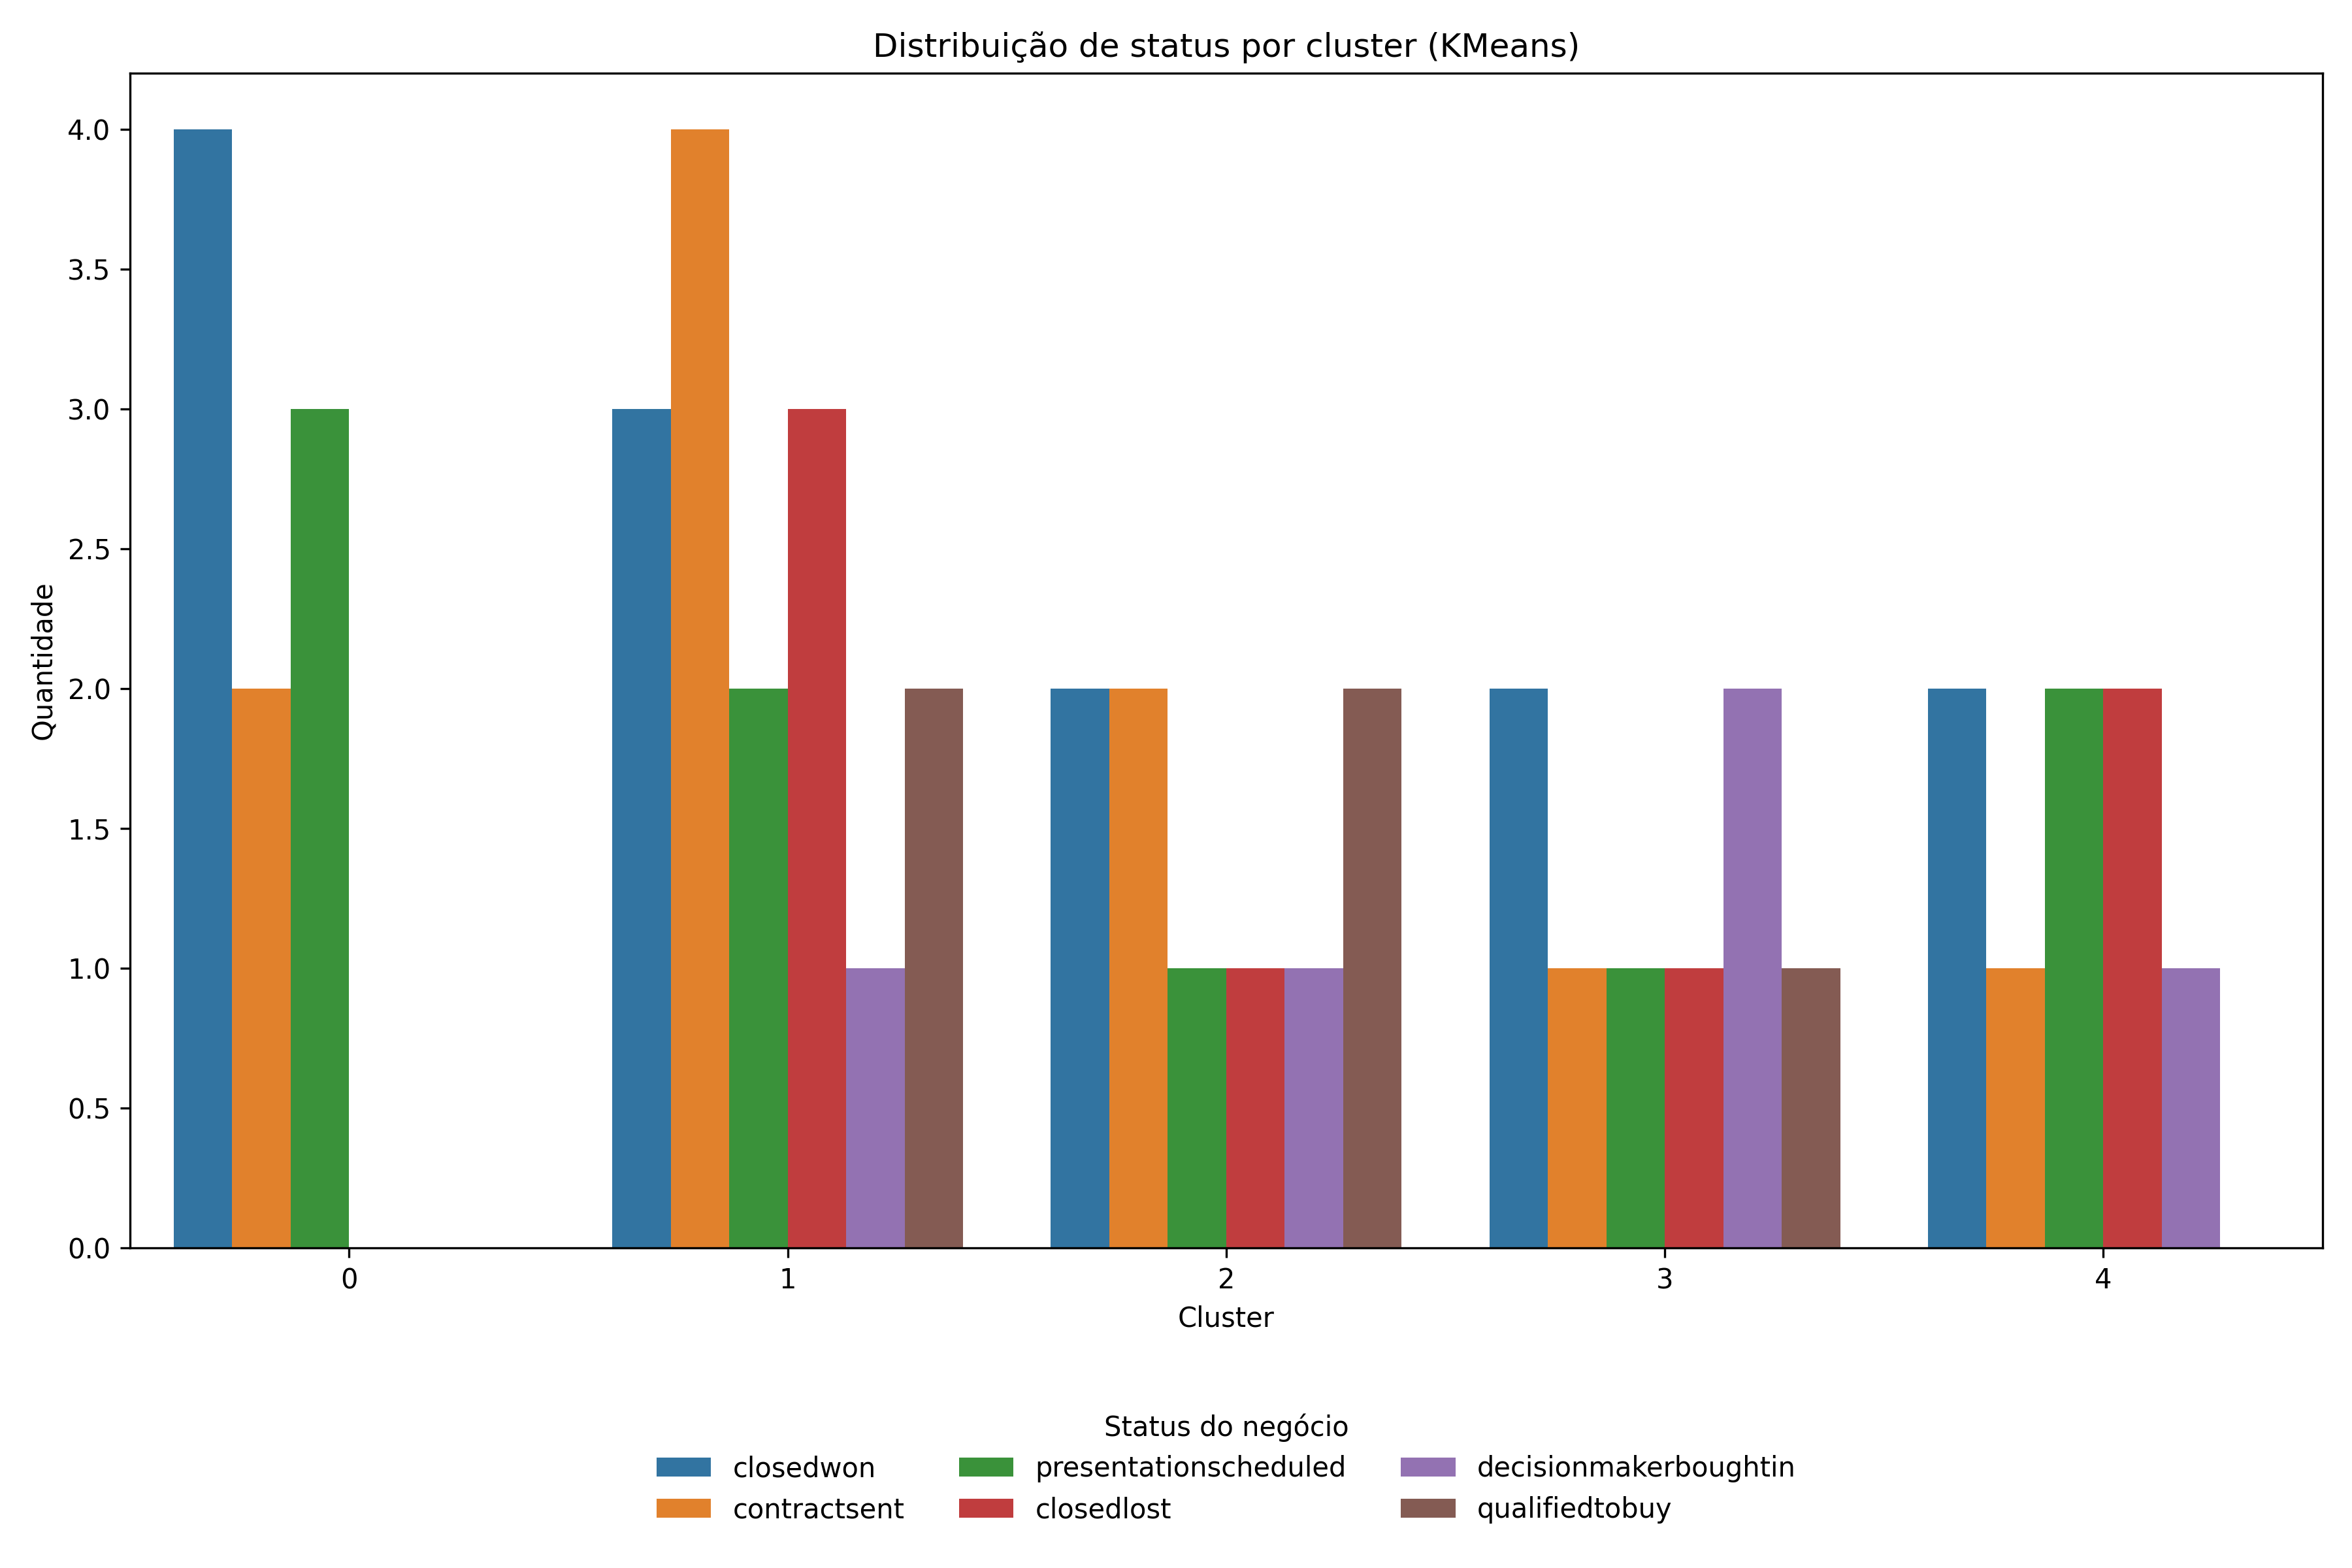 Distribuição de status por cluster (KMeans)
Quantidade
4.0
3.5
3.0
2.5
2.0
1.5
1.0
0.5
0.0
0 1 2 3 4
Cluster
Status do negócio
closedwon presentationscheduled decisionmakerboughtin
contractsent closedlost qualifiedtobuy